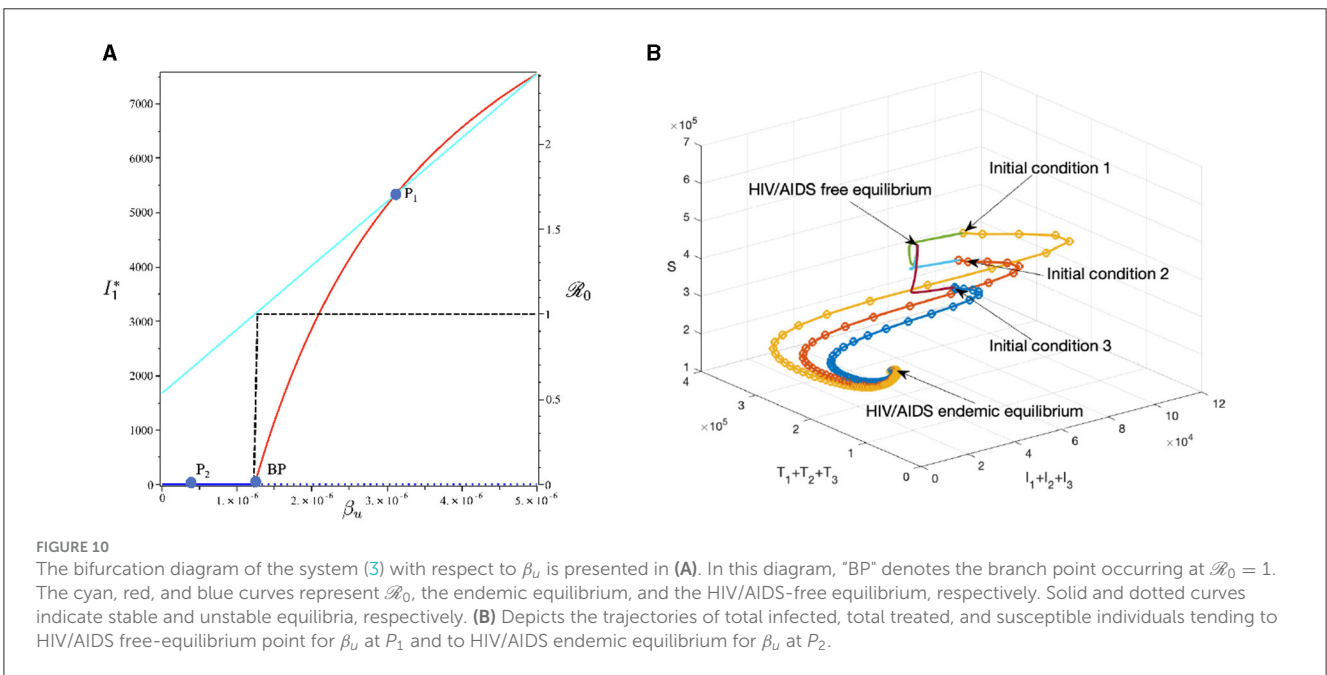 A
B
7000
6000
5000
4000
3000
2000
1000
0
I₁*
P₁
P₂
BP
2
1.5
1
0.5
0
ℛ₀
0
1. × 10⁻⁶
2. × 10⁻⁶
3. × 10⁻⁶
4. × 10⁻⁶
5. × 10⁻⁶
βᵤ
×10⁵
7
6
5
4
3
2
1
S
Initial condition 1
HIV/AIDS free equilibrium
Initial condition 2
Initial condition 3
HIV/AIDS endemic equilibrium
4
3
2
1
0
×10⁵
T₁+T₂+T₃
0
2
4
6
8
10
12
×10⁴
I₁+I₂+I₃
FIGURE 10
The bifurcation diagram of the system (3) with respect to βᵤ is presented in (A). In this diagram, "BP" denotes the branch point occurring at ℛ₀ = 1.
The cyan, red, and blue curves represent ℛ₀, the endemic equilibrium, and the HIV/AIDS-free equilibrium, respectively. Solid and dotted curves
indicate stable and unstable equilibria, respectively. (B) Depicts the trajectories of total infected, total treated, and susceptible individuals tending to
HIV/AIDS free-equilibrium point for βᵤ at P₁ and to HIV/AIDS endemic equilibrium for βᵤ at P₂.